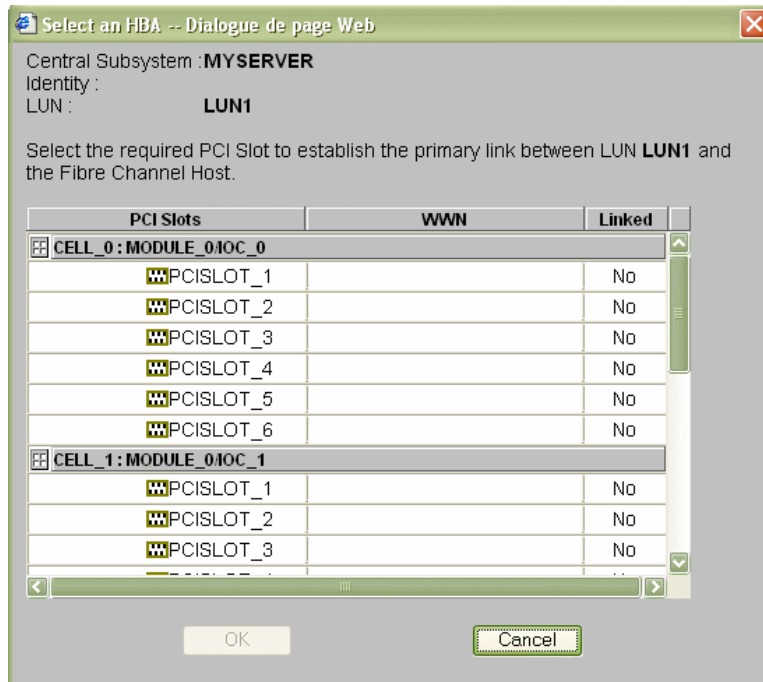 Select an HBA -- Dialogue de page Web
Central Subsystem : MYSERVER
Identity :
LUN : LUN1
Select the required PCI Slot to establish the primary link between LUN LUN1 and
the Fibre Channel Host.
PCI Slots WWN Linked
CELL_0 : MODULE_0/IOC_0
PCISLOT_1 No
PCISLOT_2 No
PCISLOT_3 No
PCISLOT_4 No
PCISLOT_5 No
PCISLOT_6 No
CELL_1 : MODULE_0/IOC_1
PCISLOT_1 No
PCISLOT_2 No
PCISLOT_3 No
OK Cancel